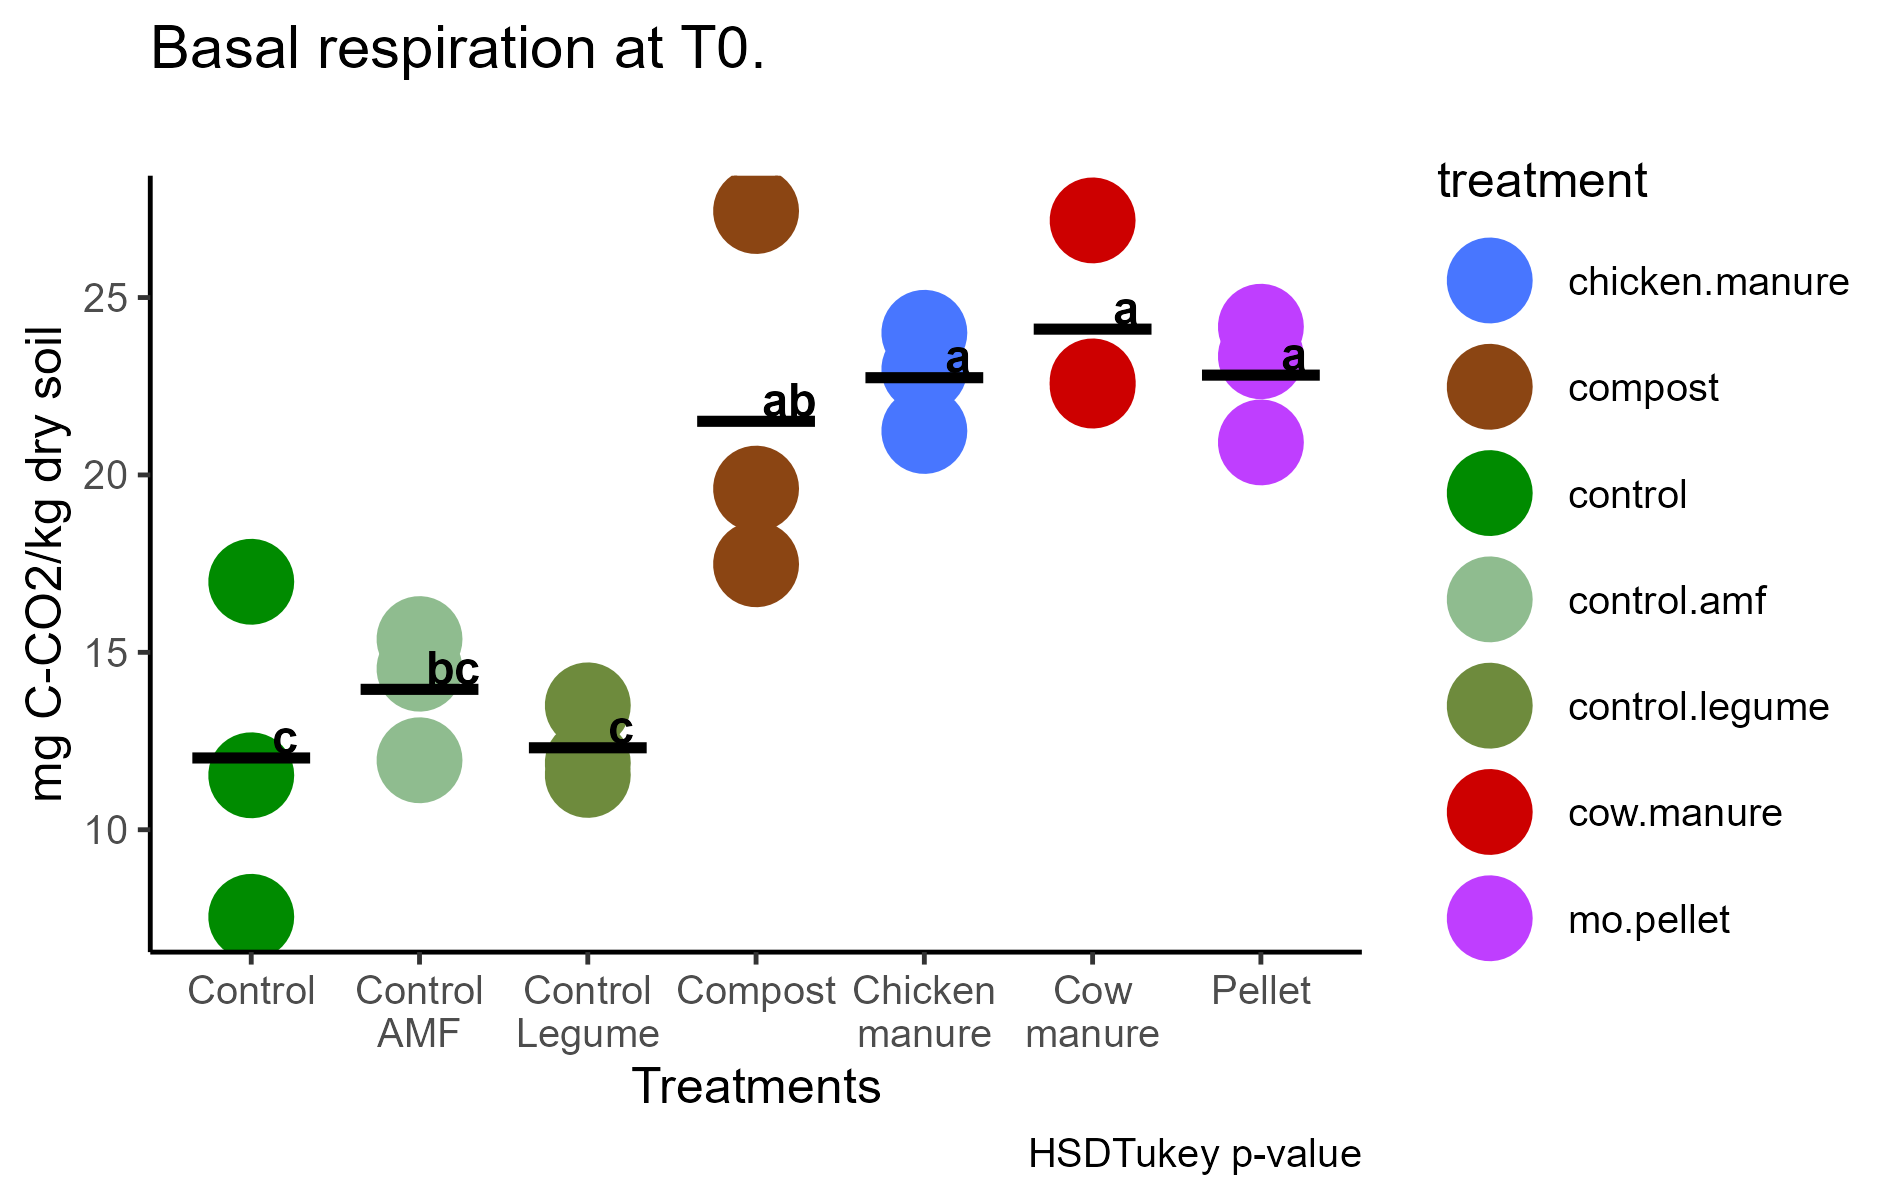 Basal respiration at T0.
mg C-CO2/kg dry soil
25
20
15
10
c
bc
c
ab
a
a
a
Control
Control
AMF
Control
Legume
Compost
Chicken
manure
Cow
manure
Pellet
Treatments
HSDTukey p-value
treatment
chicken.manure
compost
control
control.amf
control.legume
cow.manure
mo.pellet